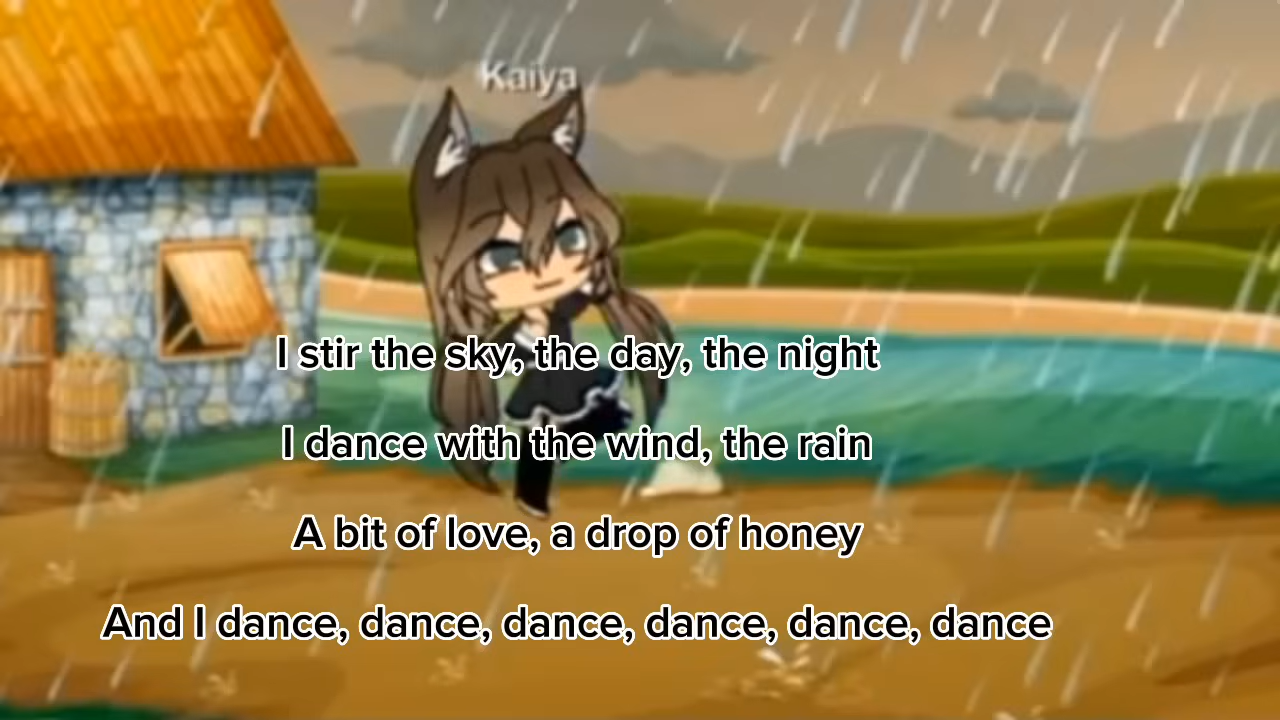 Kaiya
I stir the sky, the day, the night
I dance with the wind, the rain
A bit of love, a drop of honey
And I dance, dance, dance, dance, dance, dance